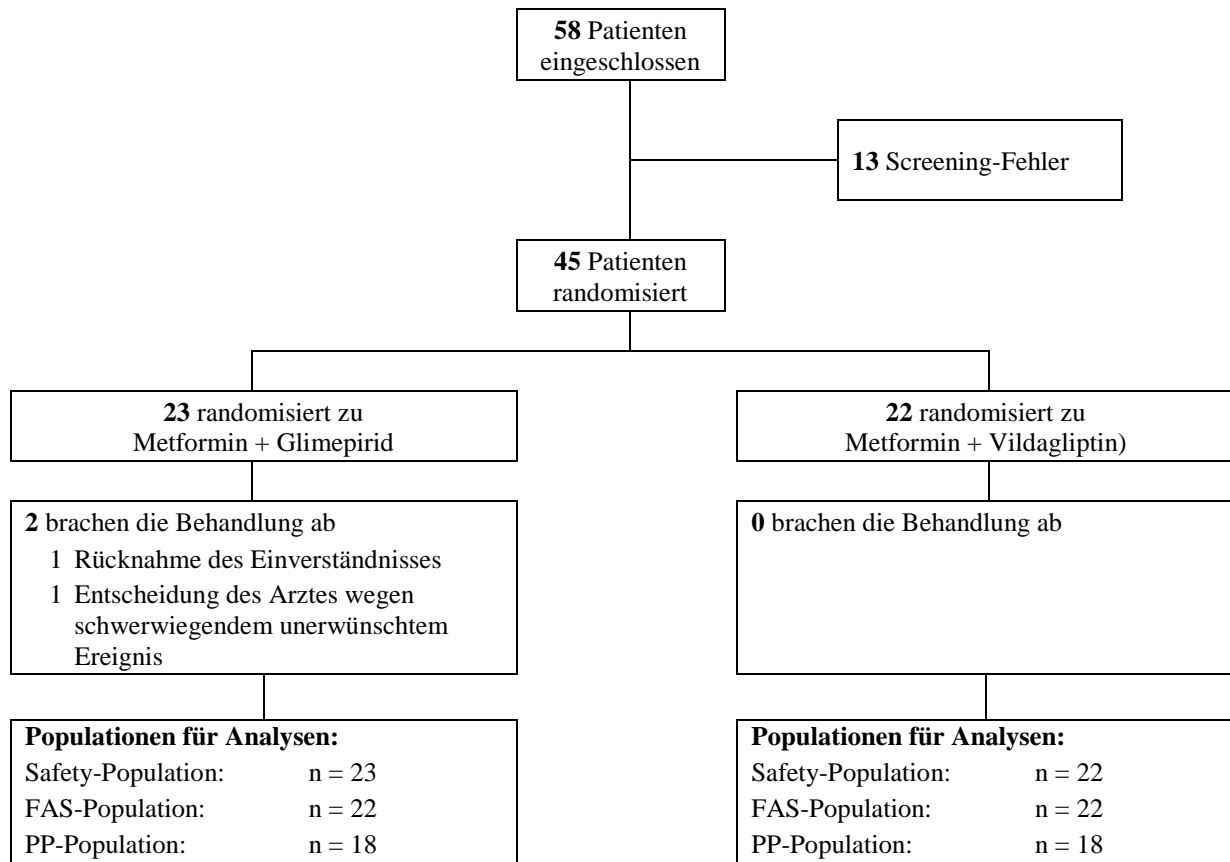 58 Patienten
eingeschlossen
13 Screening-Fehler
45 Patienten
randomisiert
23 randomisiert zu
Metformin + Glimepirid
22 randomisiert zu
Metformin + Vildagliptin)
2 brachen die Behandlung ab
1 Rücknahme des Einverständnisses
1 Entscheidung des Arztes wegen
schwerwiegendem unerwünschtem
Ereignis
0 brachen die Behandlung ab
Populationen für Analysen:
Safety-Population: n = 23
FAS-Population: n = 22
PP-Population: n = 18
Populationen für Analysen:
Safety-Population: n = 22
FAS-Population: n = 22
PP-Population: n = 18